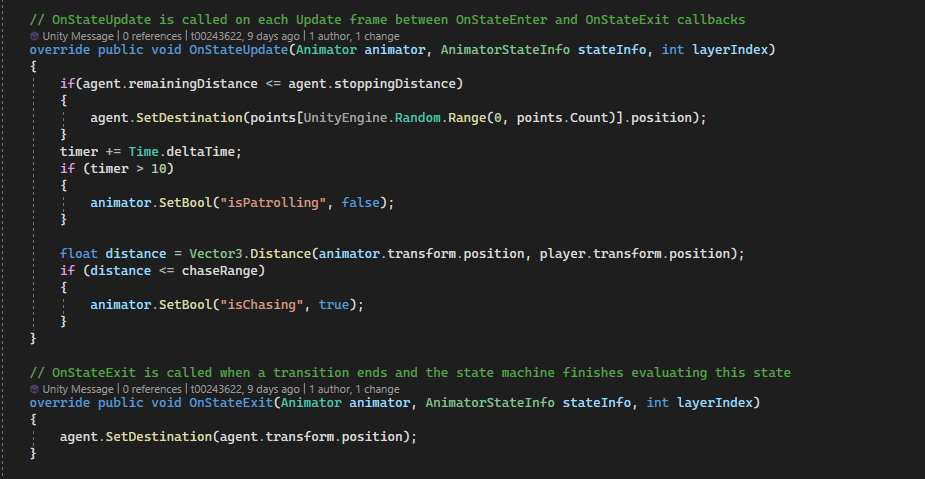 // OnStateUpdate is called on each Update frame between OnStateEnter and OnStateExit callbacks
Unity Message | 0 references | t00243622, 9 days ago | 1 author, 1 change
override public void OnStateUpdate(Animator animator, AnimatorStateInfo stateInfo, int layerIndex)
{
    if(agent.remainingDistance <= agent.stoppingDistance)
    {
        agent.SetDestination(points[UnityEngine.Random.Range(0, points.Count)].position);
    }
    timer += Time.deltaTime;
    if (timer > 10)
    {
        animator.SetBool("isPatrolling", false);
    }

    float distance = Vector3.Distance(animator.transform.position, player.transform.position);
    if (distance <= chaseRange)
    {
        animator.SetBool("isChasing", true);
    }
}

// OnStateExit is called when a transition ends and the state machine finishes evaluating this state
Unity Message | 0 references | t00243622, 9 days ago | 1 author, 1 change
override public void OnStateExit(Animator animator, AnimatorStateInfo stateInfo, int layerIndex)
{
    agent.SetDestination(agent.transform.position);
}